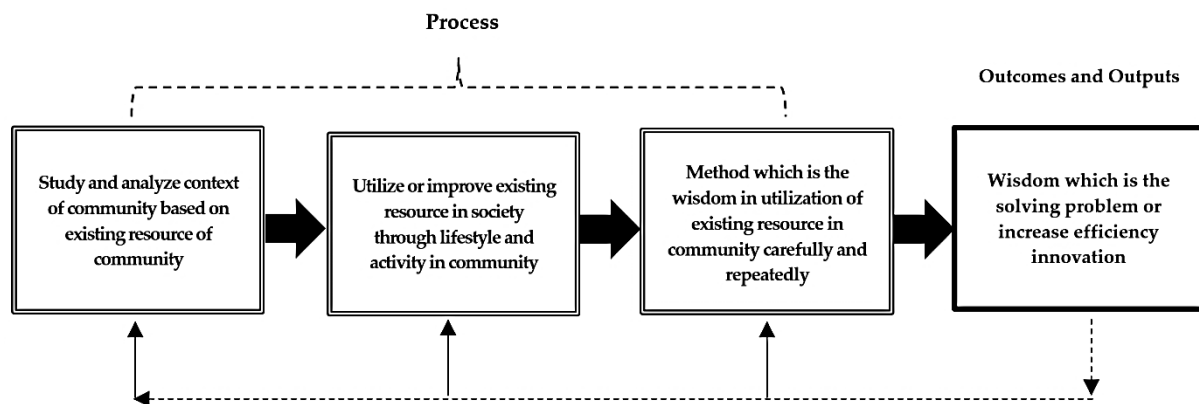 Process
Outcomes and Outputs
Study and analyze context
of community based on
existing resource of
community
Utilize or improve existing
resource in society
through lifestyle and
activity in community
Method which is the
wisdom in utilization of
existing resource in
community carefully and
repeatedly
Wisdom which is the
solving problem or
increase efficiency
innovation